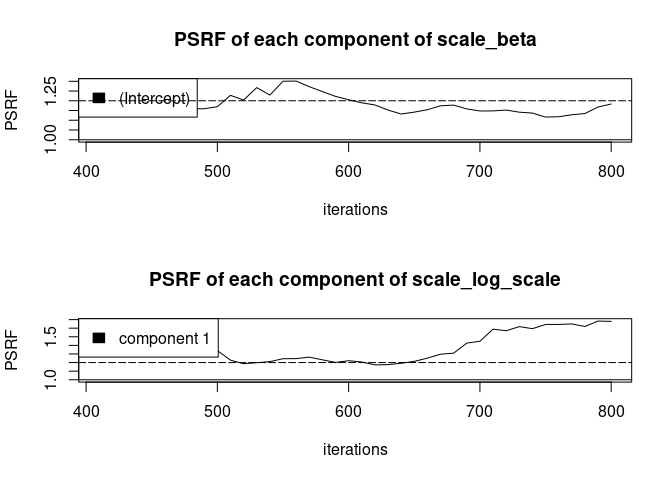 PSRF of each component of scale_beta
PSRF
1.25
1.00
(Intercept)
400 500 600 700 800
iterations
PSRF of each component of scale_log_scale
PSRF
1.5
1.0
component 1
400 500 600 700 800
iterations